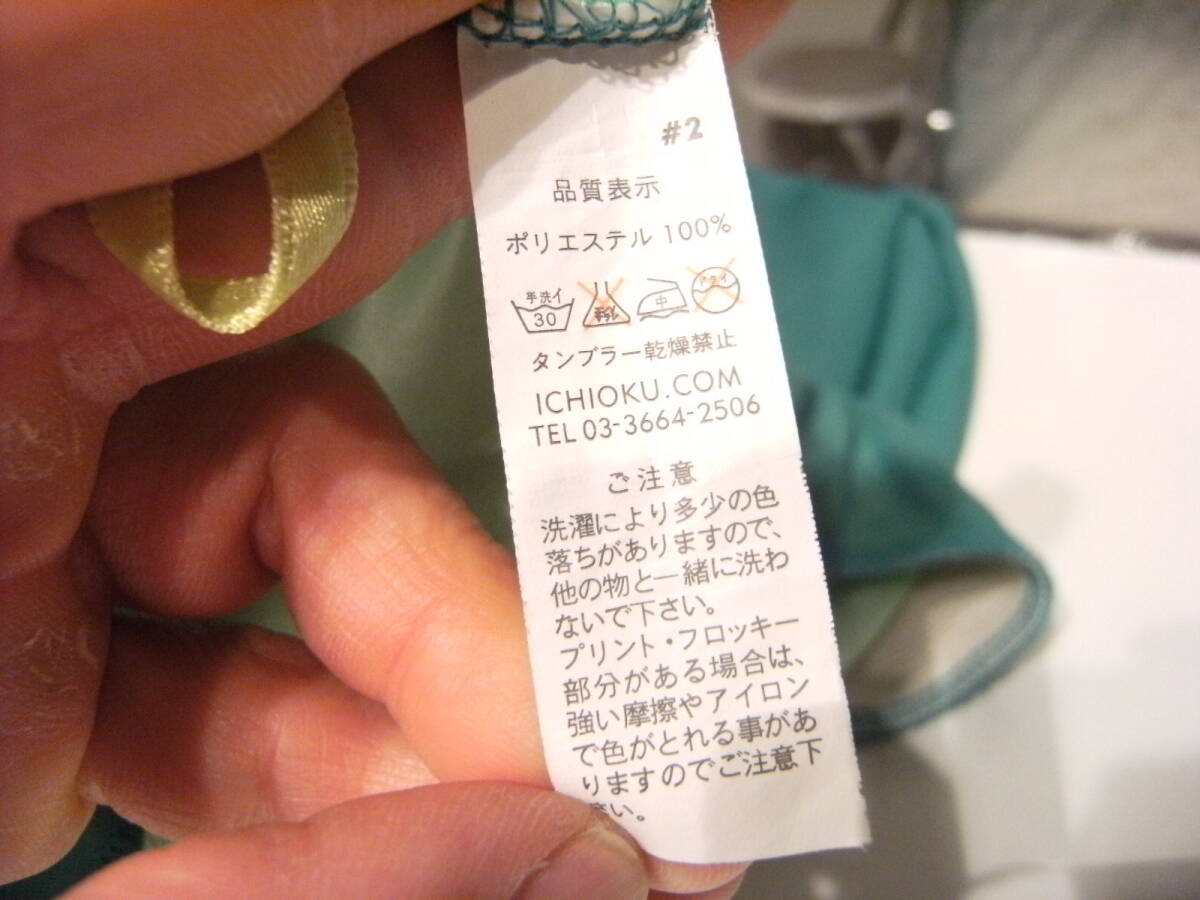 #2
品質表示
ポリエステル 100%
手洗イ 30 中
タンブラー乾燥禁止
ICHIOKU.COM
TEL 03-3664-2506
ご注意
洗濯により多少の色
落ちがありますので、
他の物と一緒に洗わ
ないで下さい。
プリント・フロッキー
部分がある場合は、
強い摩擦やアイロン
で色がとれる事があ
りますのでご注意下
い。